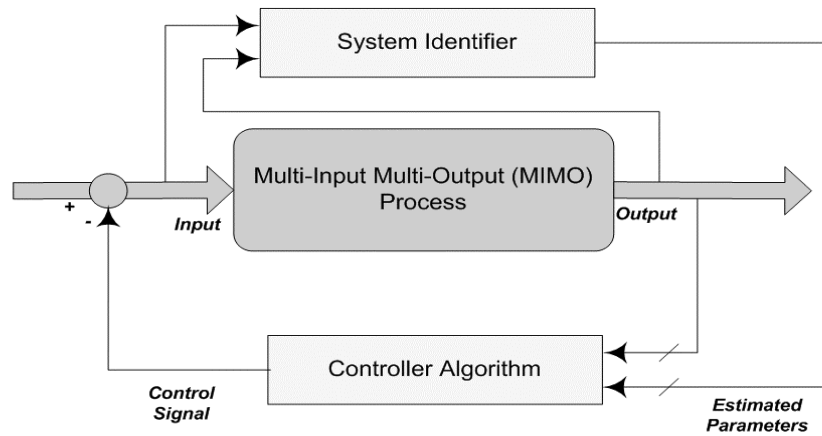 System Identifier
Multi-Input Multi-Output (MIMO)
Process
+
-
Input
Output
Controller Algorithm
Control
Signal
Estimated
Parameters